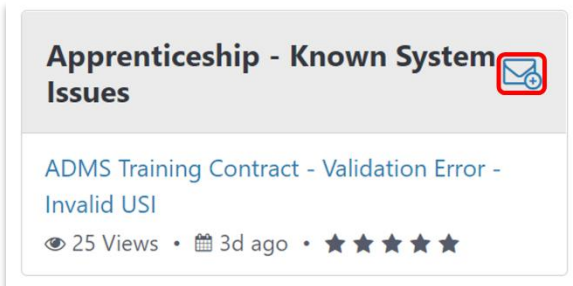 Apprenticeship - Known System
Issues
ADMS Training Contract - Validation Error -
Invalid USI
25 Views • 3d ago •